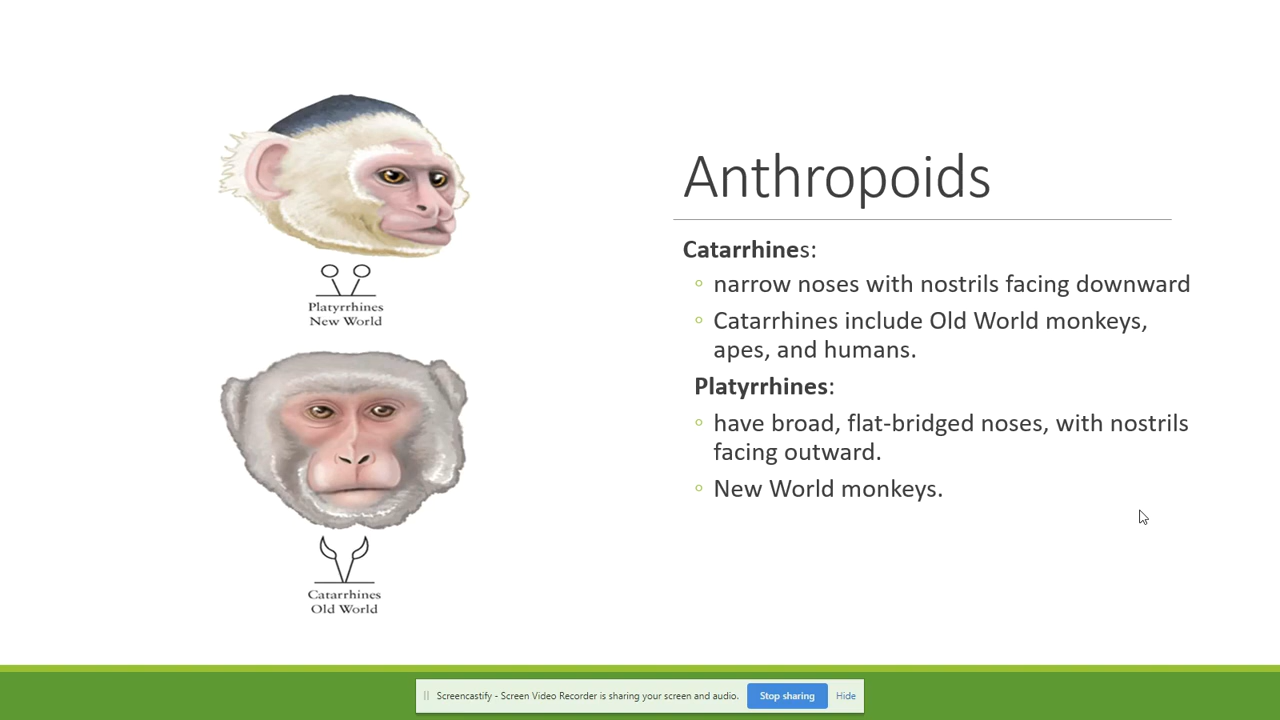 Anthropoids
Catarrhines:
narrow noses with nostrils facing downward
Catarrhines include Old World monkeys,
apes, and humans.
Platyrrhines:
have broad, flat-bridged noses, with nostrils
facing outward.
New World monkeys.
Platyrrhines
New World
Catarrhines
Old World
Screencastify - Screen Video Recorder is sharing your screen and audio. Stop sharing Hide